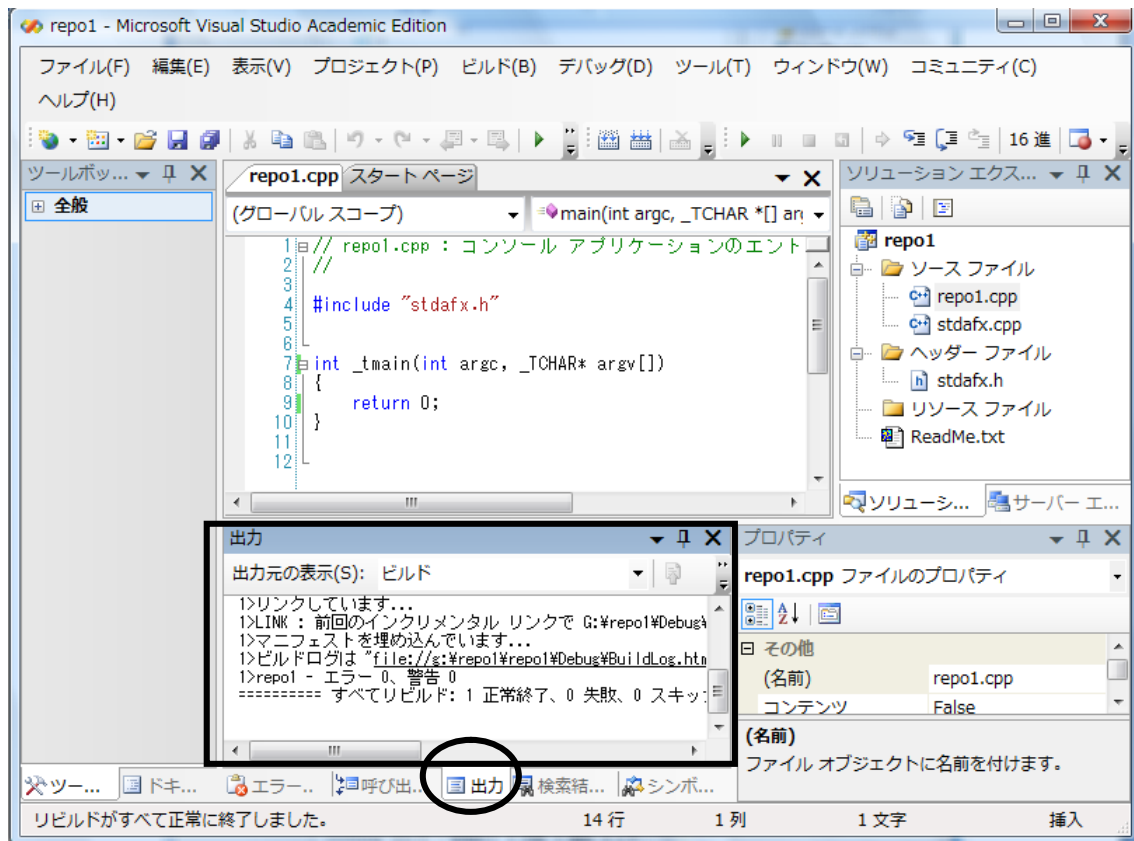 repo1 - Microsoft Visual Studio Academic Edition
ファイル(F) 編集(E) 表示(V) プロジェクト(P) ビルド(B) デバッグ(D) ツール(T) ウィンドウ(W) コミュニティ(C)
ヘルプ(H)
16 進
ツールボッ...
全般
repo1.cpp スタート ページ
(グローバル スコープ) main(int argc, _TCHAR *[] arg
1 // repo1.cpp : コンソール アプリケーションのエント
2 //
3
4 #include "stdafx.h"
5
6
7 int _tmain(int argc, _TCHAR* argv[])
8 {
9 return 0;
10 }
11
12
ソリューション エクス...
repo1
ソース ファイル
repo1.cpp
stdafx.cpp
ヘッダー ファイル
stdafx.h
リソース ファイル
ReadMe.txt
ソリューシ... サーバー エ...
出力
出力元の表示(S): ビルド
1>リンクしています...
1>LINK : 前回のインクリメンタル リンクで G:¥repo1¥Debug¥
1>マニフェストを埋め込んでいます...
1>ビルドログは "file://g:¥repo1¥repo1¥Debug¥BuildLog.htm
1>repo1 - エラー 0、警告 0
========== すべてリビルド: 1 正常終了、0 失敗、0 スキップ
プロパティ
repo1.cpp ファイルのプロパティ
その他
(名前) repo1.cpp
コンテンツ False
(名前)
ファイル オブジェクトに名前を付けます。
ツー... ドキ... エラー... 呼び出... 出力 検索結... シンボ...
リビルドがすべて正常に終了しました。 14 行 1 列 1 文字 挿入